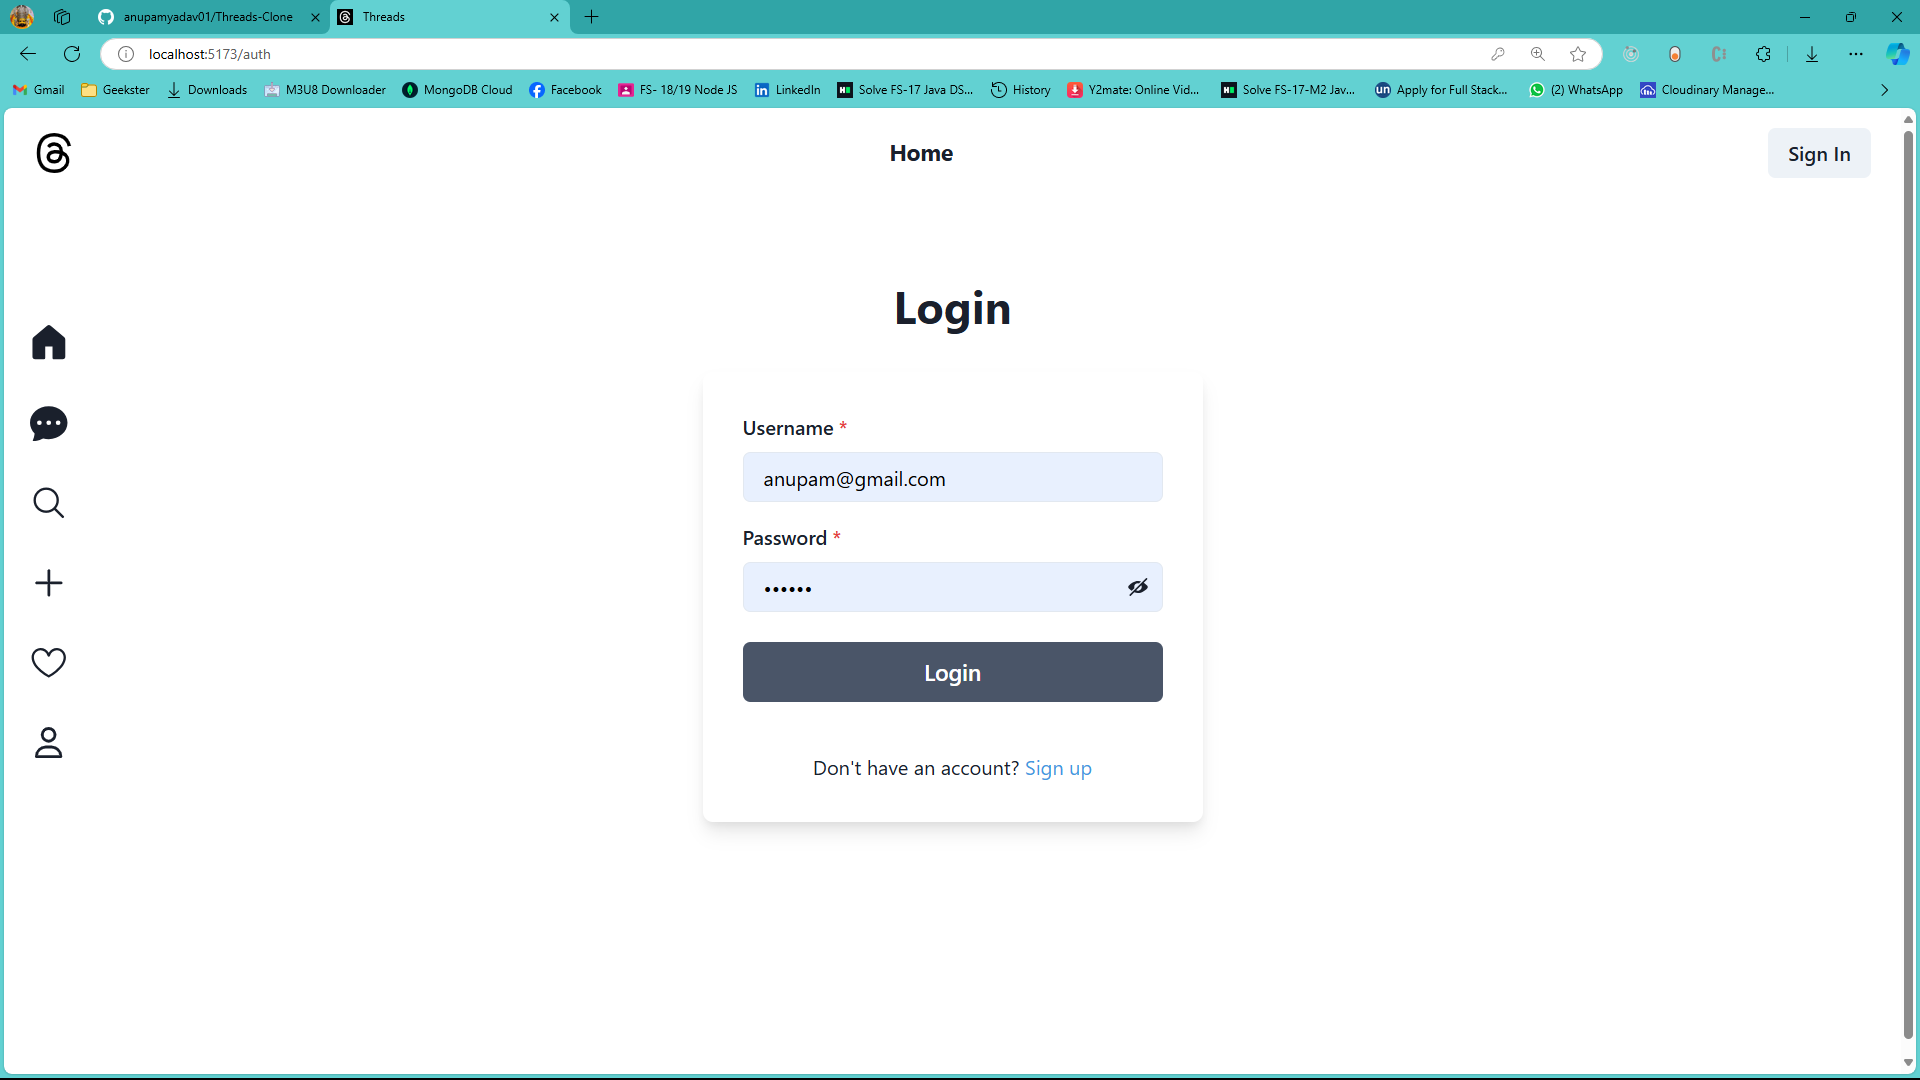 anupamyadav01/Threads-Clone
Threads
localhost:5173/auth
Gmail
Geekster
Downloads
M3U8 Downloader
MongoDB Cloud
Facebook
FS- 18/19 Node JS
LinkedIn
Solve FS-17 Java DS...
History
Y2mate: Online Vid...
Solve FS-17-M2 Jav...
Apply for Full Stack...
(2) WhatsApp
Cloudinary Manage...
Home
Sign In
Login
Username *
anupam@gmail.com
Password *
••••••
Login
Don't have an account? Sign up